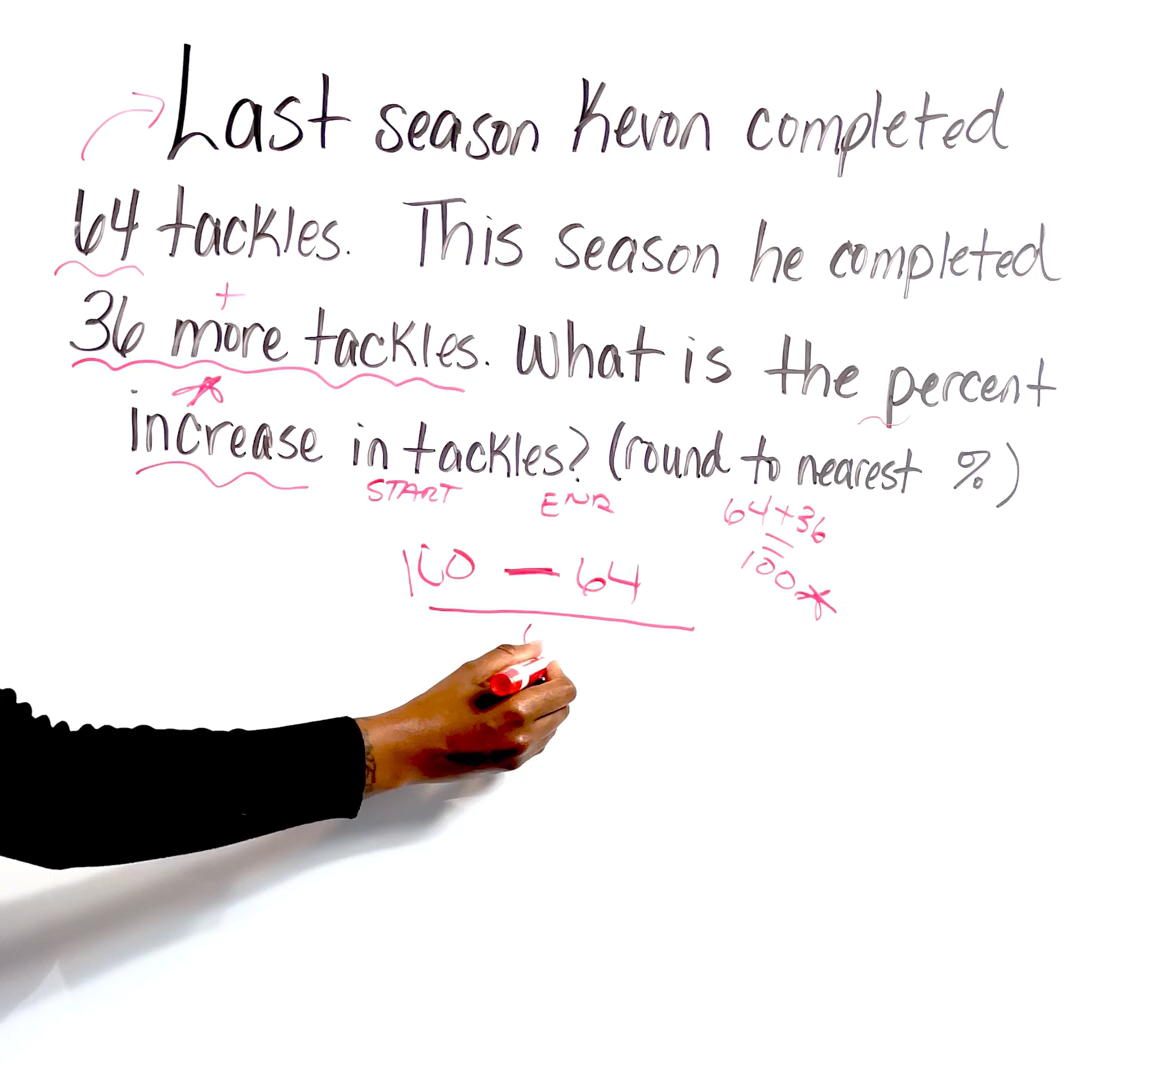 Last season Kevon completed
64 tackles. This season he completed
+
36 more tackles. What is the percent
increase in tackles? (round to nearest %)
START END 64+36
=
100 - 64 100*